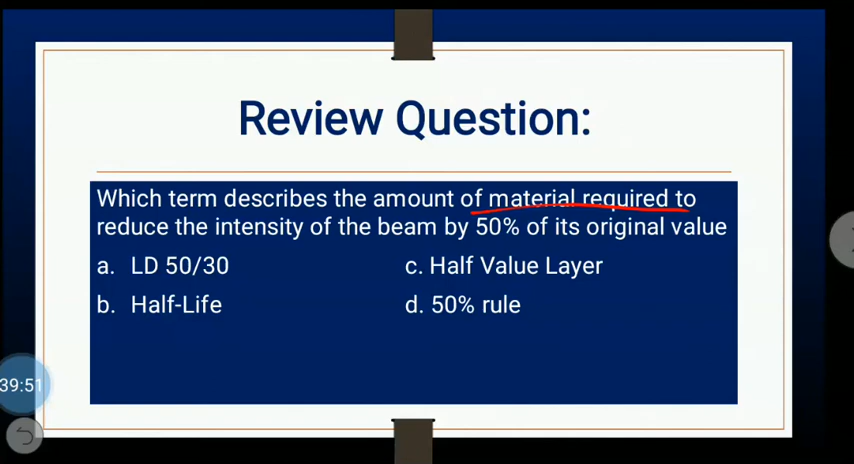 Review Question:
Which term describes the amount of material required to
reduce the intensity of the beam by 50% of its original value
a. LD 50/30
c. Half Value Layer
b. Half-Life
d. 50% rule
39:51